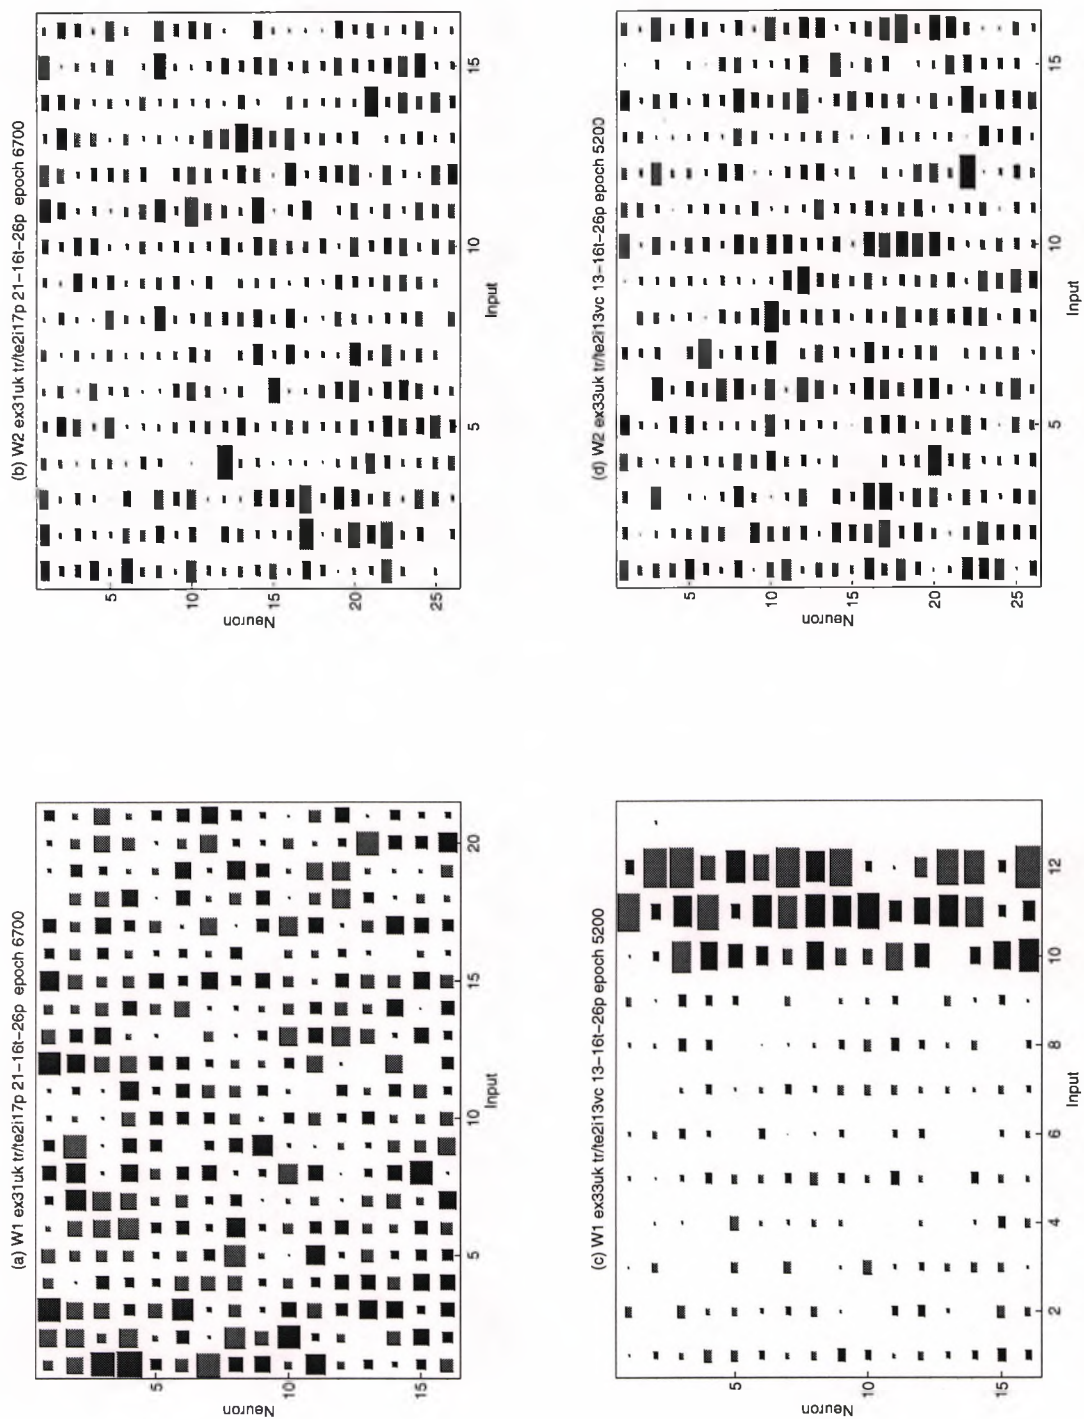 (a) W1 ex31uk tr/te2i17p 21-16t-26p epoch 6700
Neuron
5
10
15
5
10
15
20
Input
(b) W2 ex31uk tr/te2i17p 21-16t-26p epoch 6700
Neuron
5
10
15
20
25
5
10
15
Input
(c) W1 ex33uk tr/te2i13vc 13-16t-26p epoch 5200
Neuron
5
10
15
2
4
6
8
10
12
Input
(d) W2 ex33uk tr/te2i13vc 13-16t-26p epoch 5200
Neuron
5
10
15
20
25
5
10
15
Input